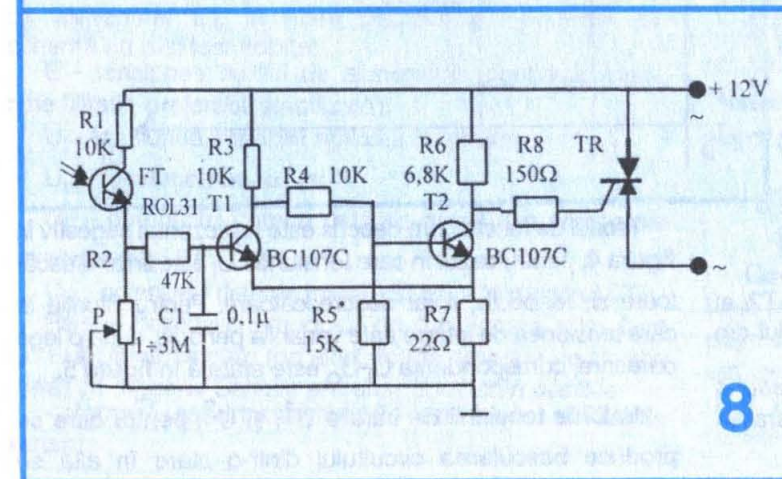 + 12V
~
R1
10K
FT
ROL31
R2
47K
P
1÷3M
C1
0.1µ
R3
10K
T1
BC107C
R4
10K
R5
15K
R6
6,8K
T2
BC107C
R7
22Ω
R8
150Ω
TR
~
8